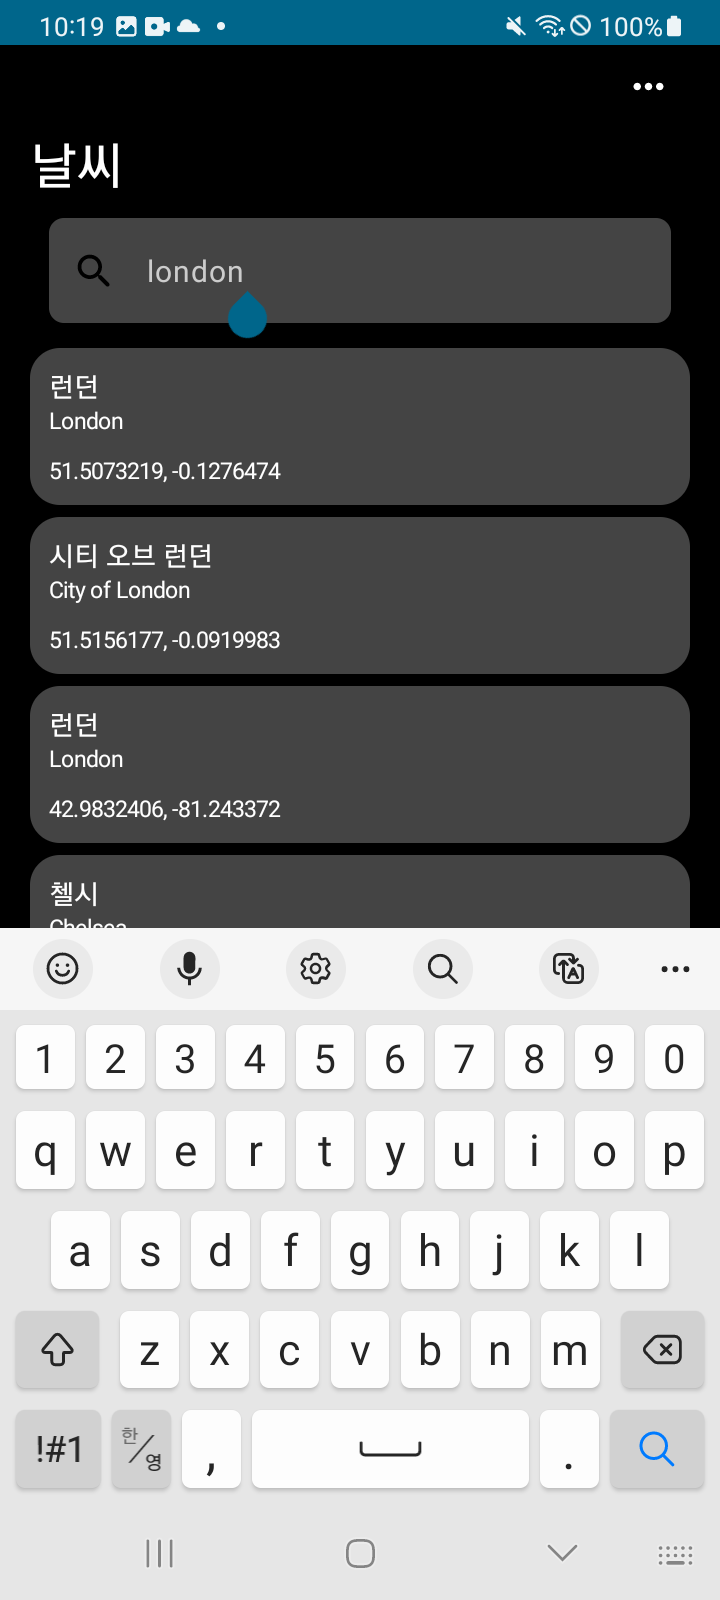 10:19
100%
날씨
london
런던
London
51.5073219, -0.1276474
시티 오브 런던
City of London
51.5156177, -0.0919983
런던
London
42.9832406, -81.243372
첼시
Chelsea
1 2 3 4 5 6 7 8 9 0
q w e r t y u i o p
a s d f g h j k l
z x c v b n m
!#1 한/영 , .